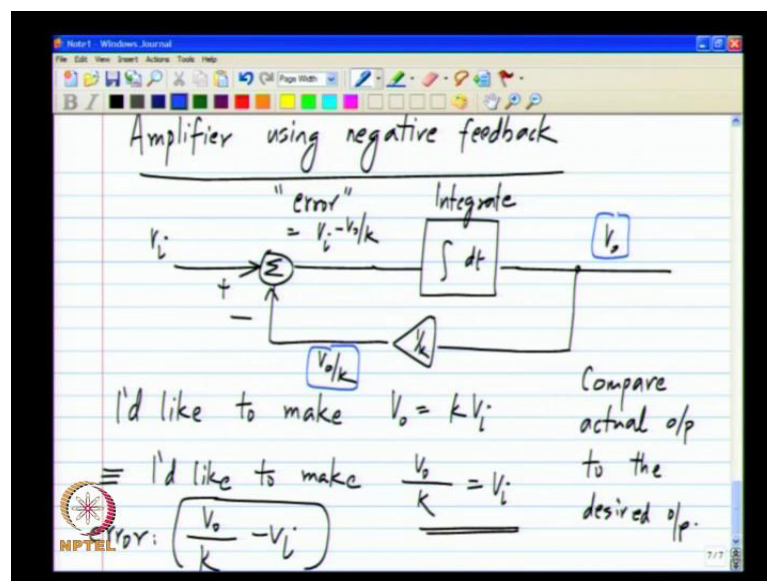 Note1 - Windows Journal
File Edit View Insert Actions Tools Help
Page Width
B I
Amplifier using negative feedback
"error" Integrate
= Vi - Vo/k
Vi
Σ
∫ dt
Vo
+
−
1/k
Vo/k
I'd like to make Vo = k Vi
≡ I'd like to make Vo/k = Vi
error: (Vo/k - Vi)
Compare
actual o/p
to the
desired o/p.
NPTEL
7/7